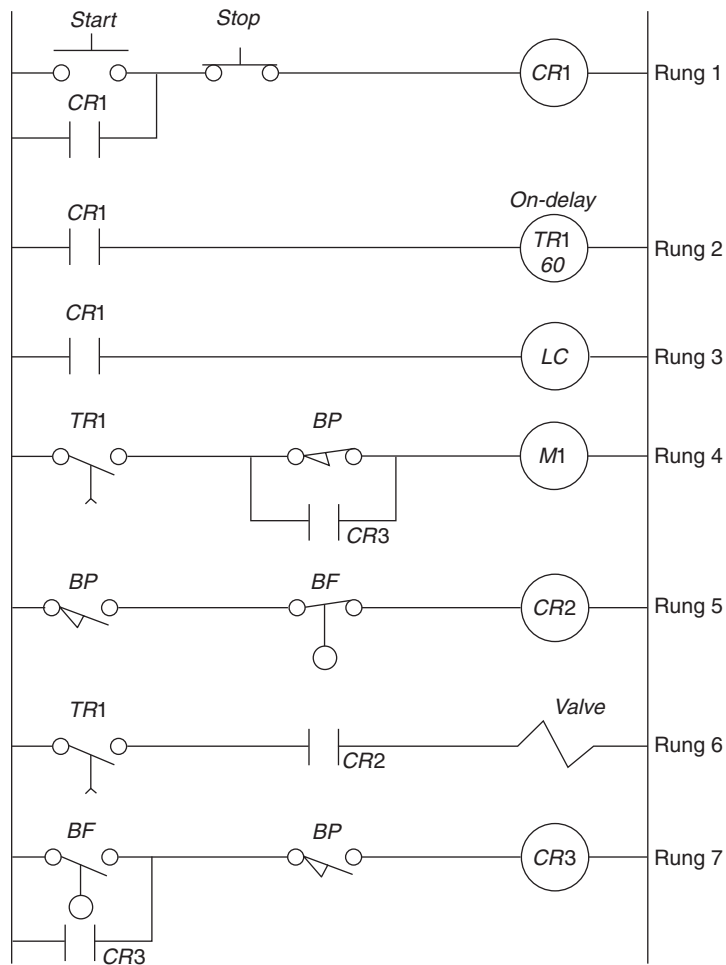 Start
Stop
CR1
Rung 1
CR1
CR1
On-delay
TR1
60
Rung 2
CR1
LC
Rung 3
TR1
BP
M1
Rung 4
CR3
BP
BF
CR2
Rung 5
TR1
Valve
CR2
Rung 6
BF
BP
CR3
Rung 7
CR3